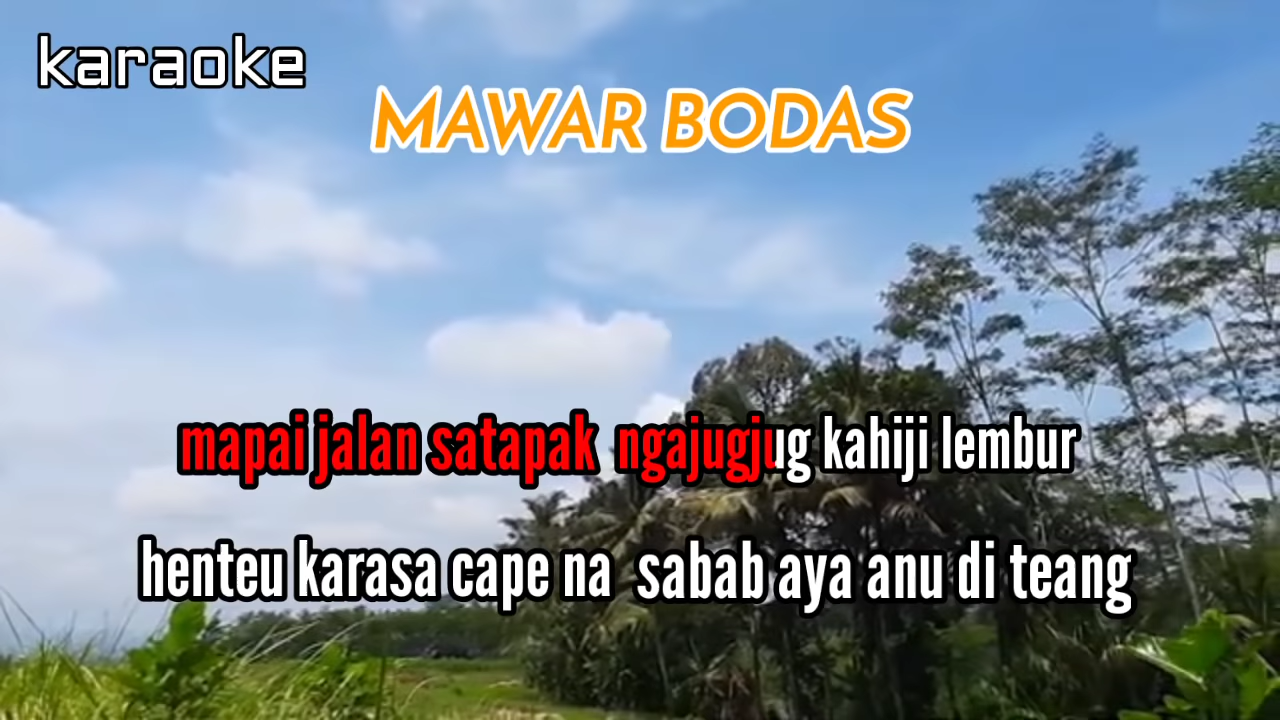 karaoke
MAWAR BODAS
mapai jalan satapak ngajugjug kahiji lembur
henteu karasa cape na sabab aya anu di teang